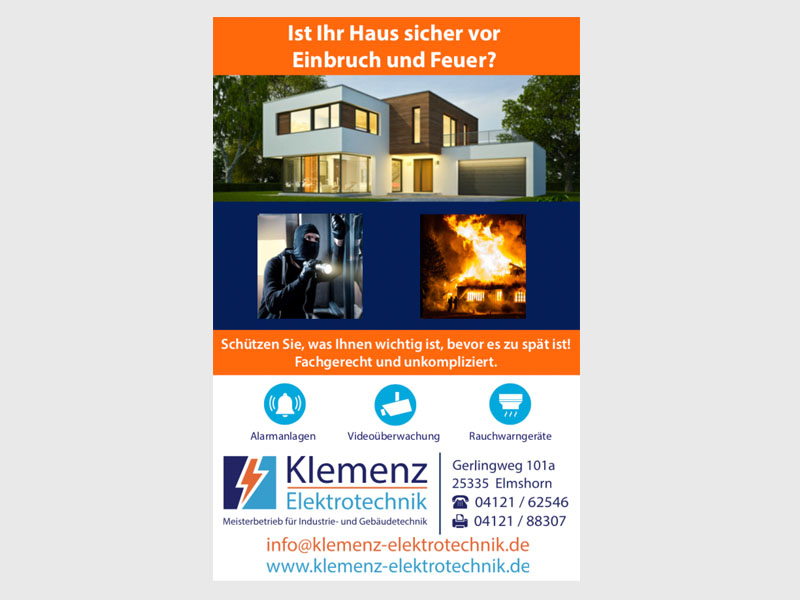 Ist Ihr Haus sicher vor
Einbruch und Feuer?
Schützen Sie, was Ihnen wichtig ist, bevor es zu spät ist!
Fachgerecht und unkompliziert.
Alarmanlagen
Videoüberwachung
Rauchwarngeräte
Klemenz
Elektrotechnik
Meisterbetrieb für Industrie- und Gebäudetechnik
Gerlingweg 101a
25335 Elmshorn
04121 / 62546
04121 / 88307
info@klemenz-elektrotechnik.de
www.klemenz-elektrotechnik.de